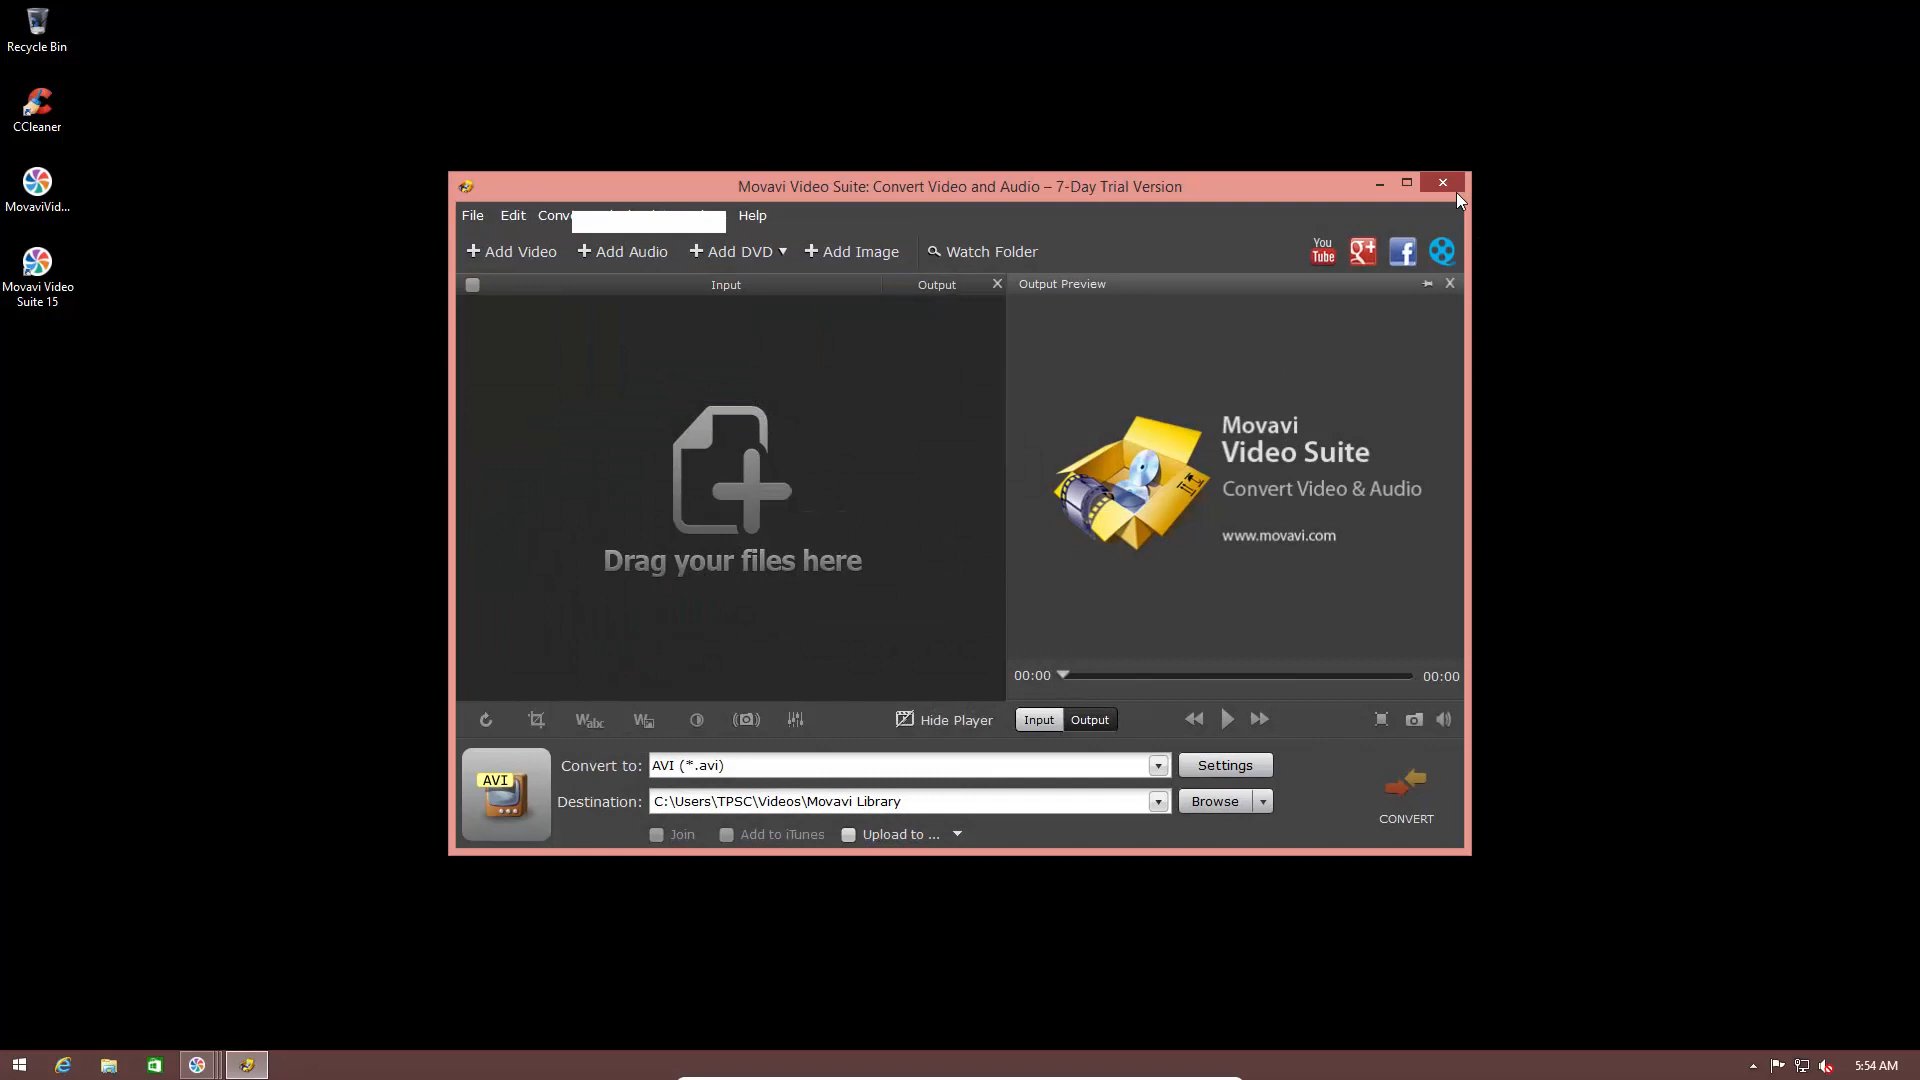 Recycle Bin
CCleaner
MovaviVid...
Movavi Video
Suite 15
Movavi Video Suite: Convert Video and Audio – 7-Day Trial Version
File Edit Help
Add Video Add Audio Add DVD Add Image Watch Folder
You
Tube
Input Output Output Preview
Drag your files here
Movavi
Video Suite
Convert Video & Audio
www.movavi.com
00:00 00:00
Hide Player Input Output
AVI
Convert to: AVI (*.avi) Settings
Destination: C:\Users\TPSC\Videos\Movavi Library Browse
CONVERT
Join Add to iTunes Upload to ...
5:54 AM